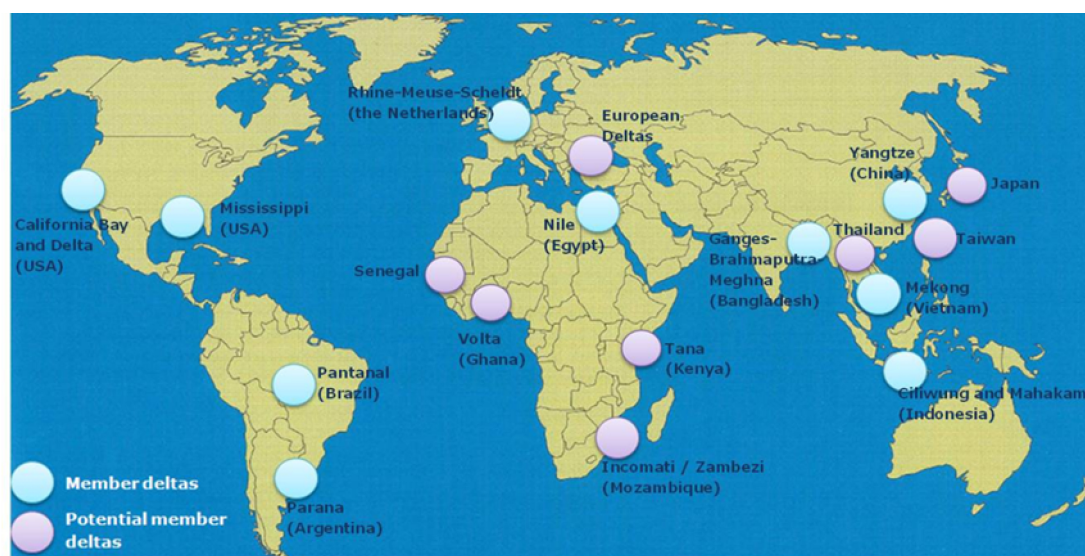 Rhine-Meuse-Scheldt
(the Netherlands)
European
Deltas
Yangtze
(China)
Japan
California Bay
and Delta
(USA)
Mississippi
(USA)
Nile
(Egypt)
Ganges-
Brahmaputra-
Meghna
(Bangladesh)
Thailand
Taiwan
Senegal
Volta
(Ghana)
Mekong
(Vietnam)
Tana
(Kenya)
Pantanal
(Brazil)
Ciliwung and Mahakam
(Indonesia)
Incomati / Zambezi
(Mozambique)
Parana
(Argentina)
Member deltas
Potential member
deltas